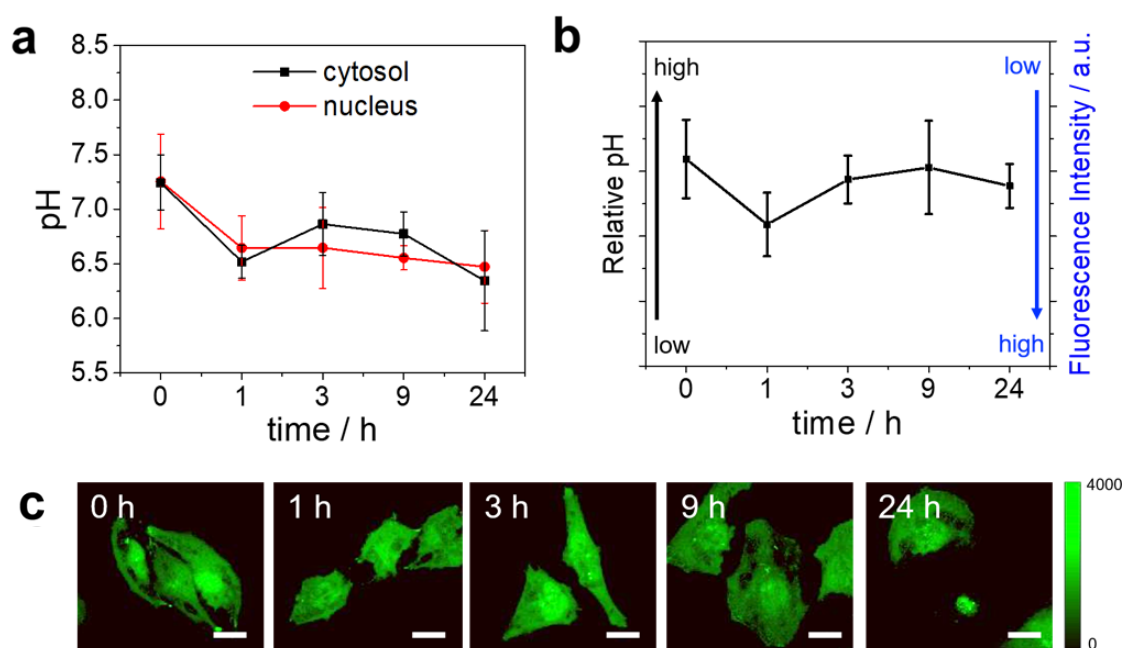 a
8.5
8.0
7.5
7.0
6.5
6.0
5.5
pH
cytosol
nucleus
0 1 3 9 24
time / h
b
high
low
Relative pH
low
high
Fluorescence Intensity / a.u.
0 1 3 9 24
time / h
c
0 h
1 h
3 h
9 h
24 h
4000
0